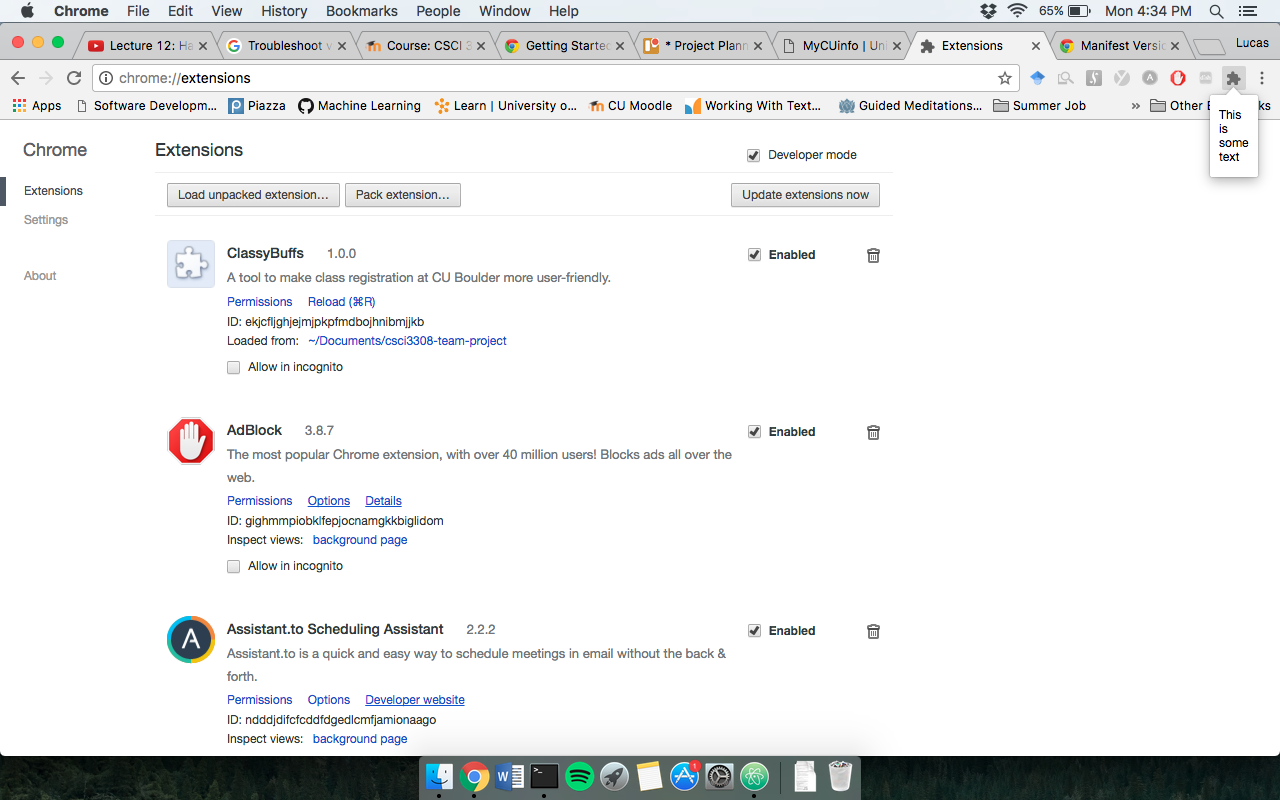 Chrome File Edit View History Bookmarks People Window Help 65% Mon 4:34 PM
Lecture 12: Ha Troubleshoot v Course: CSCI 3 Getting Started * Project Plann MyCUinfo | Uni Extensions Manifest Versio Lucas
chrome://extensions
Apps Software Developm... Piazza Machine Learning Learn | University o... CU Moodle Working With Text... Guided Meditations... Summer Job » Other B ks
This
is
some
text
Chrome
Extensions
Settings
About
Extensions
Developer mode
Load unpacked extension... Pack extension... Update extensions now
ClassyBuffs 1.0.0 Enabled
A tool to make class registration at CU Boulder more user-friendly.
Permissions Reload (⌘R)
ID: ekjcfljghjejmjpkpfmdbojhnibmjjkb
Loaded from: ~/Documents/csci3308-team-project
Allow in incognito
AdBlock 3.8.7 Enabled
The most popular Chrome extension, with over 40 million users! Blocks ads all over the
web.
Permissions Options Details
ID: gighmmpiobklfepjocnamgkkbiglidom
Inspect views: background page
Allow in incognito
A
Assistant.to Scheduling Assistant 2.2.2 Enabled
Assistant.to is a quick and easy way to schedule meetings in email without the back &
forth.
Permissions Options Developer website
ID: ndddjdifcfcddfdgedlcmfjamionaago
Inspect views: background page